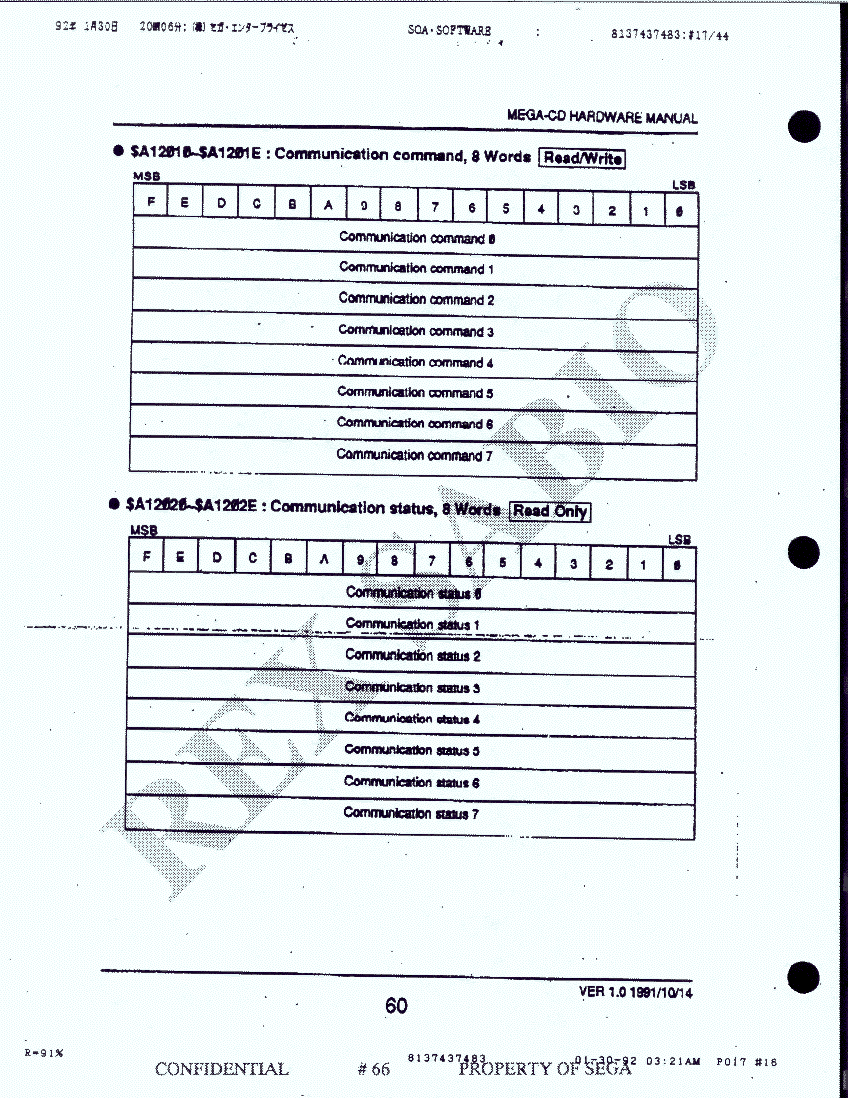 92年 1月30日 20時06分; (株)セガ・エンタープライゼス SOA-SOFTWARE : 8137437483;#17/44
MEGA-CD HARDWARE MANUAL
● $A12010~$A1201E : Communication command, 8 Words Read/Write
MSB LSB
F E D C B A 9 8 7 6 5 4 3 2 1 0
Communication command 0
Communication command 1
Communication command 2
Communication command 3
Communication command 4
Communication command 5
Communication command 6
Communication command 7
● $A12020~$A1202E : Communication status, 8 Words Read Only
MSB LSB
F E D C B A 9 8 7 6 5 4 3 2 1 0
Communication status 0
Communication status 1
Communication status 2
Communication status 3
Communication status 4
Communication status 5
Communication status 6
Communication status 7
REX SABIO
VER 1.0 1991/10/14
60
R=91% 8137437483 01-30-92 03:21AM P017 #16
CONFIDENTIAL # 66 PROPERTY OF SEGA